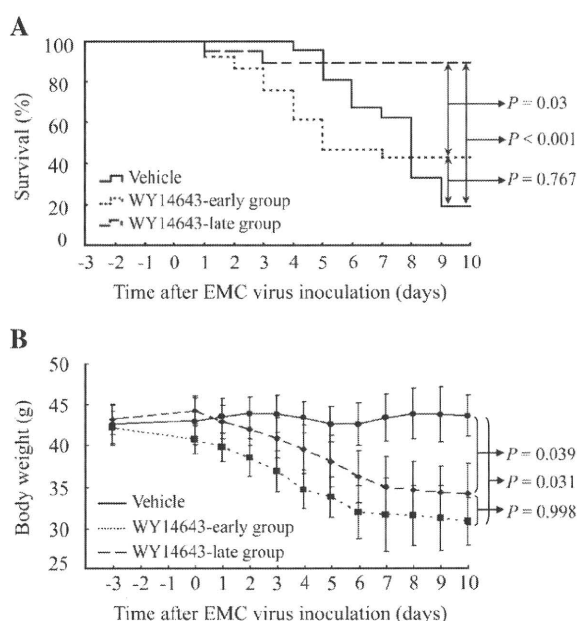 A
100
80
60
40
20
0
Survival (%)
Vehicle
WY14643-early group
WY14643-late group
P = 0.03
P < 0.001
P = 0.767
-3 -2 -1 0 1 2 3 4 5 6 7 8 9 10
Time after EMC virus inoculation (days)
B
50
45
40
35
30
25
Body weight (g)
Vehicle
WY14643-early group
WY14643-late group
P = 0.039
P = 0.031
P = 0.998
-3 -2 -1 0 1 2 3 4 5 6 7 8 9 10
Time after EMC virus inoculation (days)